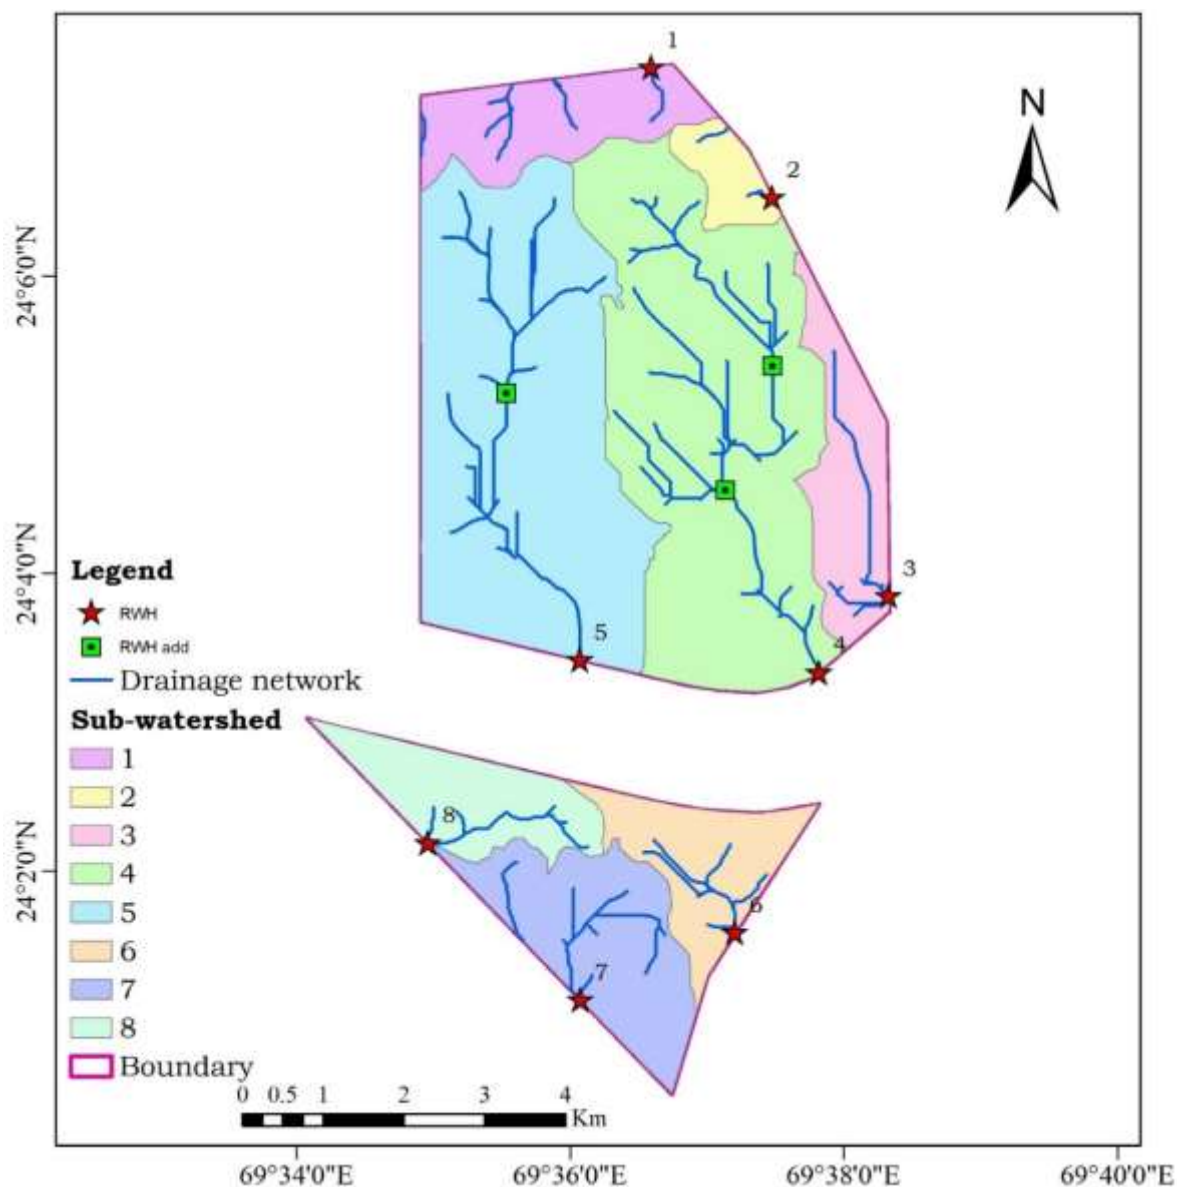 1
N
2
24°6'0"N
24°4'0"N
3
Legend
RWH
RWH add
Drainage network
5
4
Sub-watershed
1
2
3
4
5
6
7
8
Boundary
8
6
7
24°2'0"N
0 0.5 1 2 3 4
Km
69°34'0"E 69°36'0"E 69°38'0"E 69°40'0"E